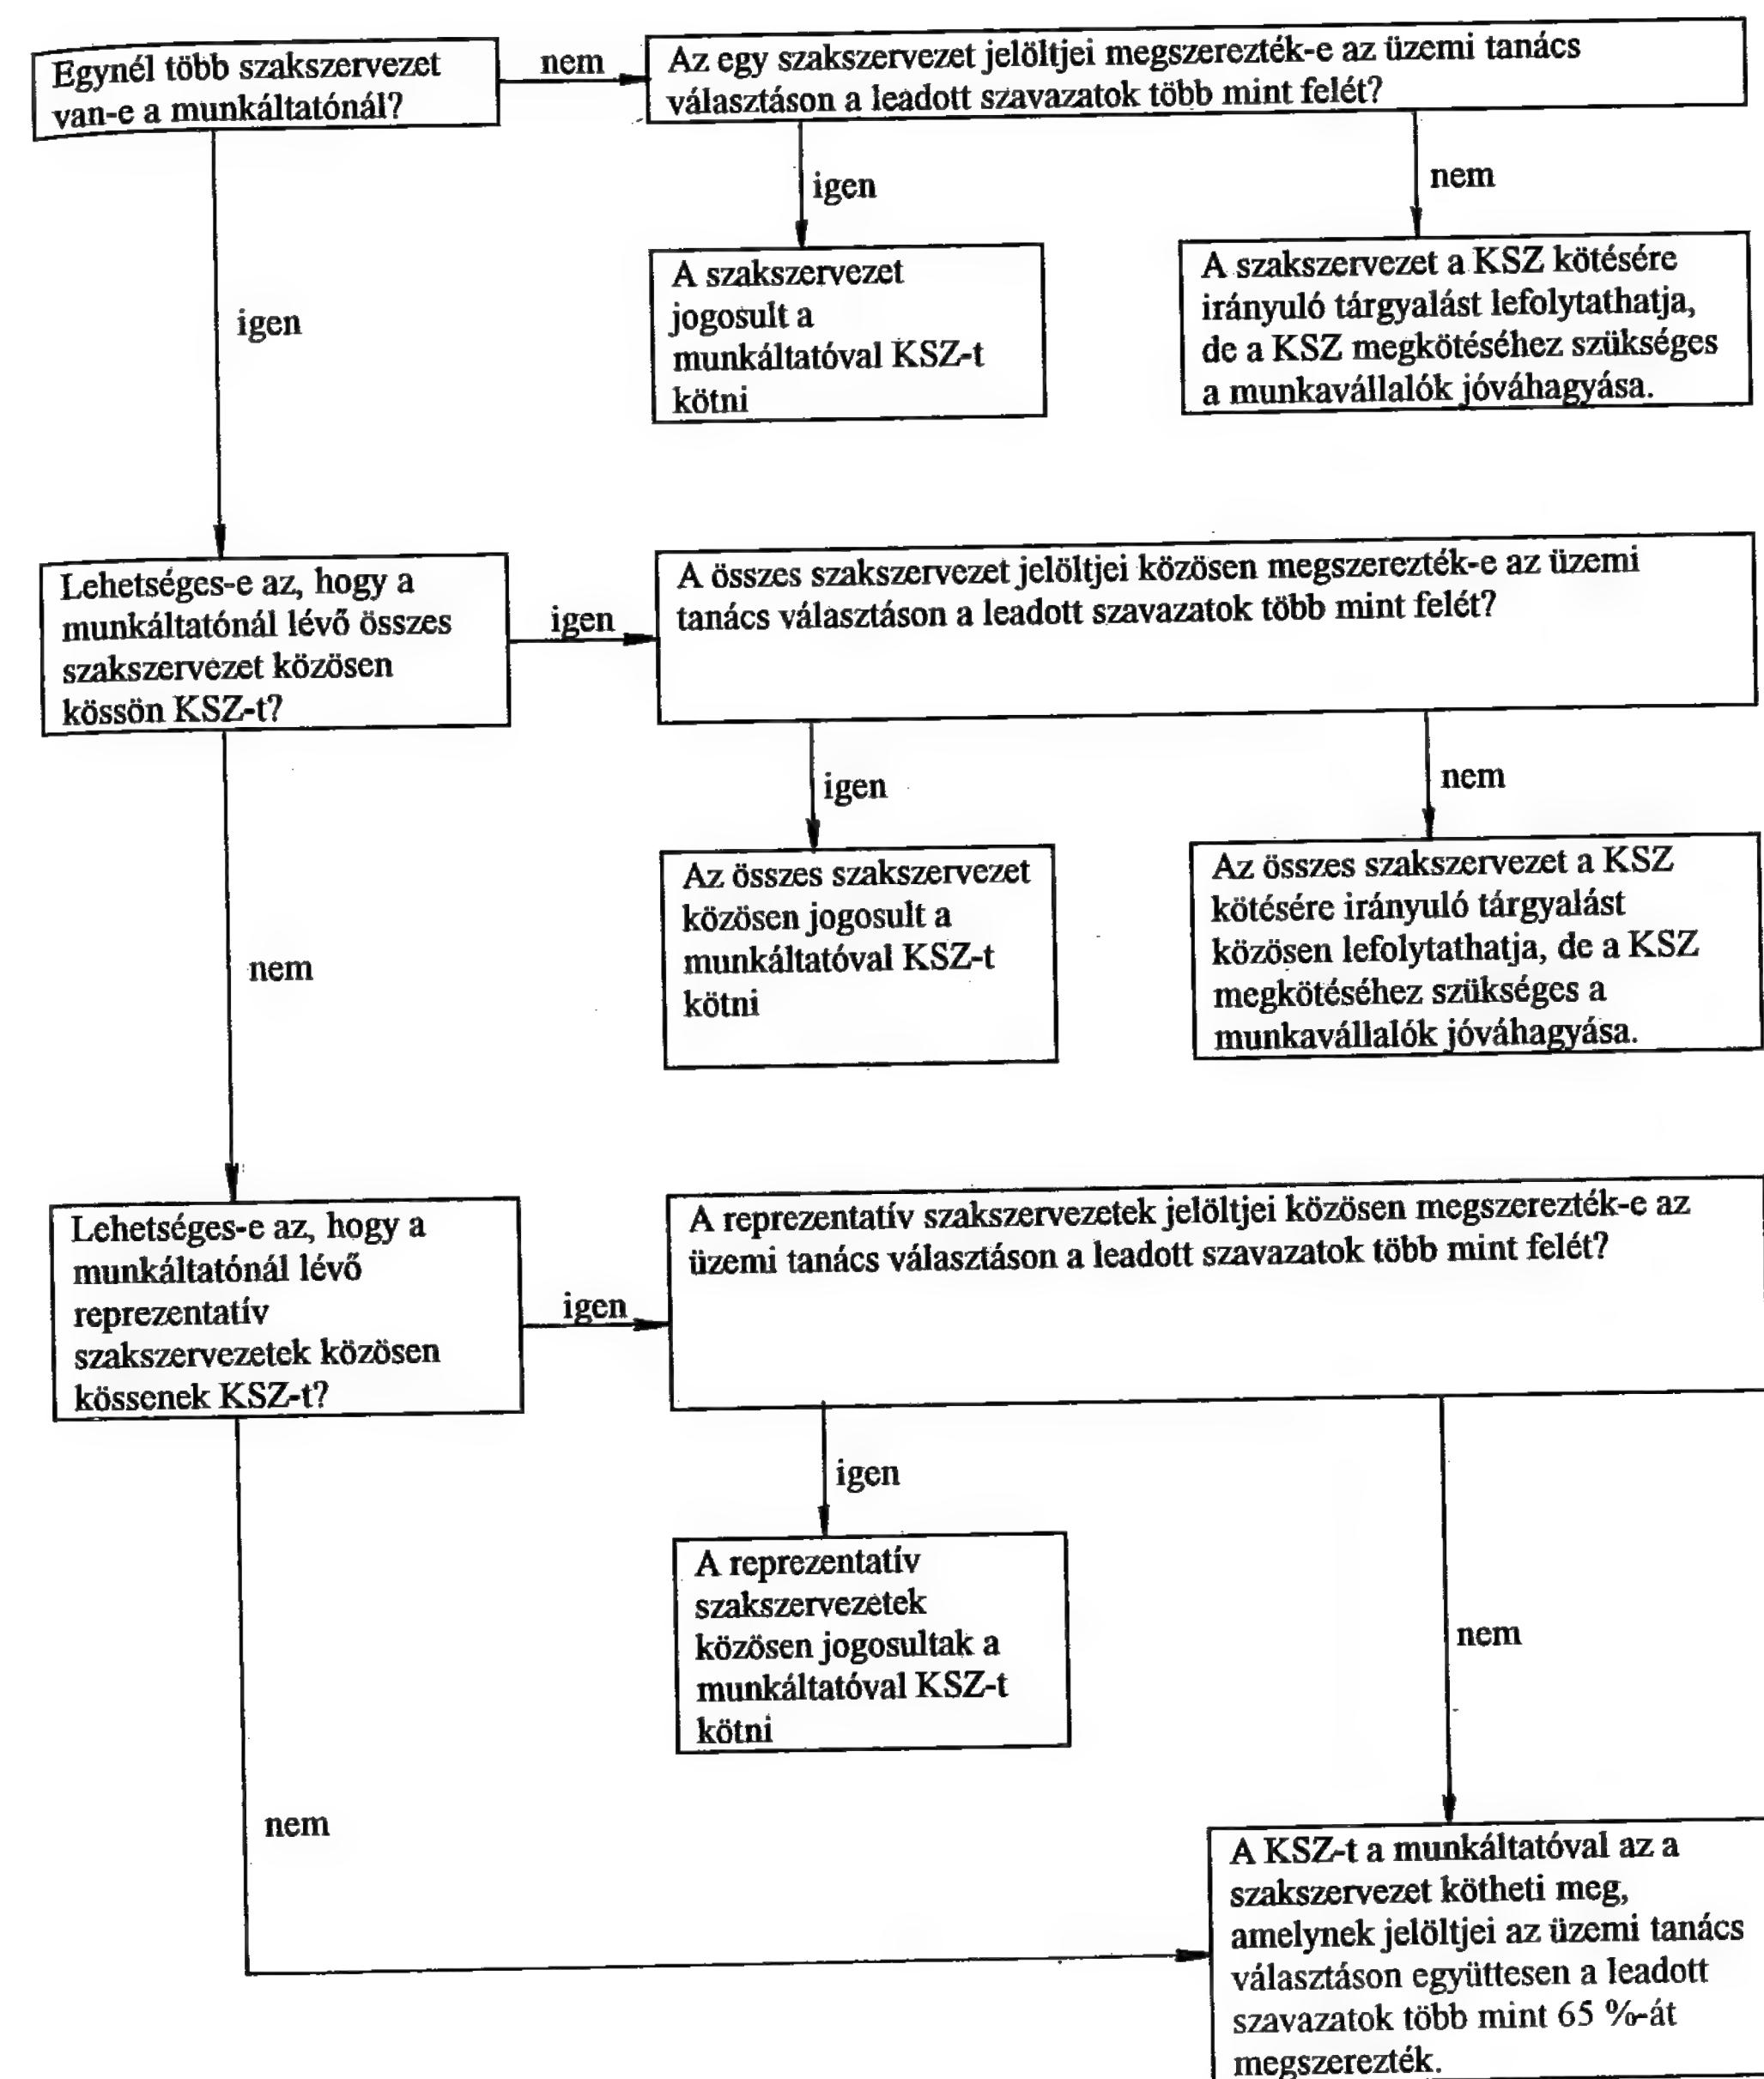 Egynél több szakszervezet
van-e a munkáltatónál?
nem
Az egy szakszervezet jelöltjei megszerezték-e az üzemi tanács
választáson a leadott szavazatok több mint felét?
igen
nem
igen
A szakszervezet
jogosult a
munkáltatóval KSZ-t
kötni
A szakszervezet a KSZ kötésére
irányuló tárgyalást lefolytathatja,
de a KSZ megkötéséhez szükséges
a munkavállalók jóváhagyása.
Lehetséges-e az, hogy a
munkáltatónál lévő összes
szakszervezet közösen
kössön KSZ-t?
igen
A összes szakszervezet jelöltjei közösen megszerezték-e az üzemi
tanács választáson a leadott szavazatok több mint felét?
igen
nem
nem
Az összes szakszervezet
közösen jogosult a
munkáltatóval KSZ-t
kötni
Az összes szakszervezet a KSZ
kötésére irányuló tárgyalást
közösen lefolytathatja, de a KSZ
megkötéséhez szükséges a
munkavállalók jóváhagyása.
Lehetséges-e az, hogy a
munkáltatónál lévő
reprezentatív
szakszervezetek közösen
kössenek KSZ-t?
igen
A reprezentatív szakszervezetek jelöltjei közösen megszerezték-e az
üzemi tanács választáson a leadott szavazatok több mint felét?
igen
nem
A reprezentatív
szakszervezetek
közösen jogosultak a
munkáltatóval KSZ-t
kötni
nem
A KSZ-t a munkáltatóval az a
szakszervezet kötheti meg,
amelynek jelöltjei az üzemi tanács
választáson együttesen a leadott
szavazatok több mint 65 %-át
megszerezték.